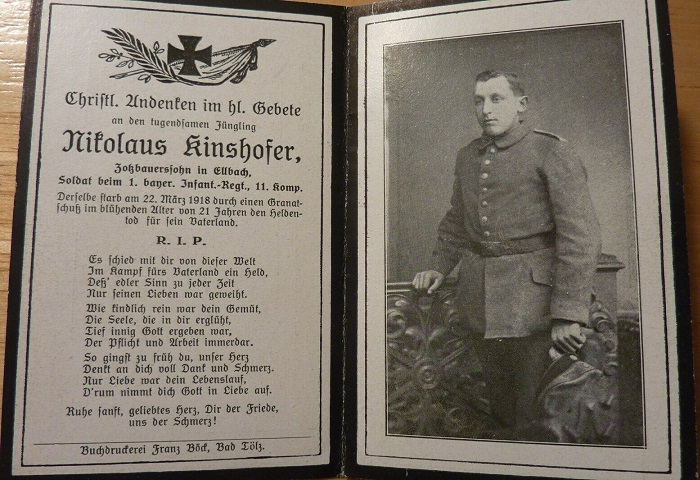 Christl. Andenken im hl. Gebete
an den tugendsamen Jüngling
Nikolaus Kinshofer,
Zoßbauersohn in Ellbach,
Soldat beim 1. bayer. Infant.-Regt., 11. Komp.
Derselbe starb am 22. März 1918 durch einen Granat-
schuß im blühenden Alter von 21 Jahren den Helden-
tod für sein Vaterland.
R. I. P.
Es schied mit dir von dieser Welt
Im Kampf fürs Vaterland ein Held,
Deß' edler Sinn zu jeder Zeit
Nur seinen Lieben war geweiht.
Wie kindlich rein war dein Gemüt,
Die Seele, die in dir erglüht,
Tief innig Gott ergeben war,
Der Pflicht und Arbeit immerdar.
So gingst zu früh du, unser Herz
Denkt an dich voll Dank und Schmerz.
Nur Liebe war dein Lebenslauf,
D'rum nimmt dich Gott in Liebe auf.
Ruhe sanft, geliebtes Herz, Dir der Friede,
uns der Schmerz!
Buchdruckerei Franz Böck, Bad Tölz.